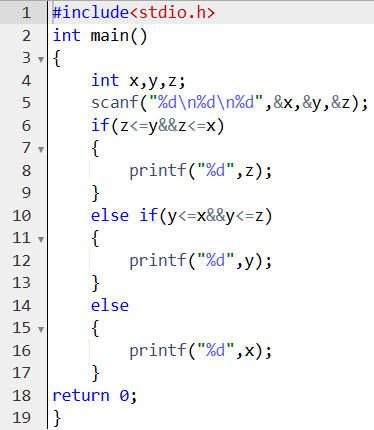 1 #include<stdio.h>
2 int main()
3 {
4     int x,y,z;
5     scanf("%d\n%d\n%d",&x,&y,&z);
6     if(z<=y&&z<=x)
7     {
8         printf("%d",z);
9     }
10     else if(y<=x&&y<=z)
11     {
12         printf("%d",y);
13     }
14     else
15     {
16         printf("%d",x);
17     }
18 return 0;
19 }